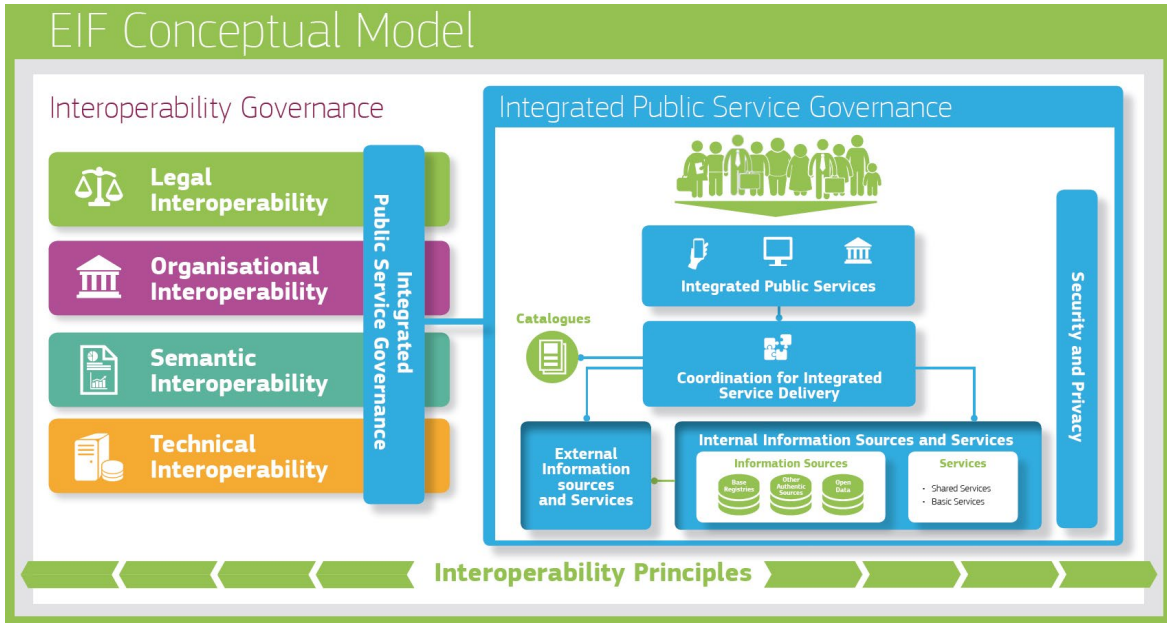 EIF Conceptual Model
Interoperability Governance
Legal
Interoperability
Organisational
Interoperability
Semantic
Interoperability
Technical
Interoperability
Integrated
Public Service Governance
Integrated Public Service Governance
Integrated Public Services
Catalogues
Coordination for Integrated
Service Delivery
External
Information
sources
and Services
Internal Information Sources and Services
Information Sources
Base
Registries
Other
Authentic
Sources
Open
Data
Services
· Shared Services
· Basic Services
Security and Privacy
Interoperability Principles